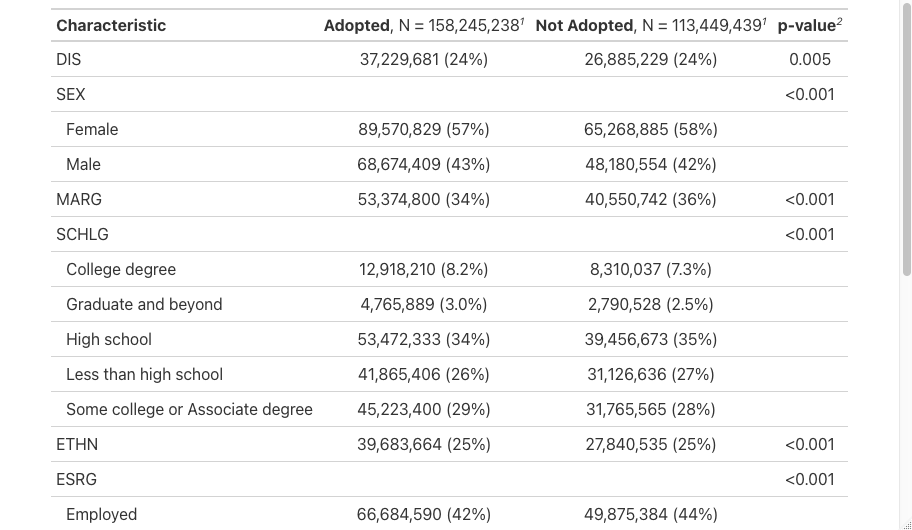 Characteristic Adopted, N = 158,245,238¹ Not Adopted, N = 113,449,439¹ p-value²
DIS 37,229,681 (24%) 26,885,229 (24%) 0.005
SEX <0.001
Female 89,570,829 (57%) 65,268,885 (58%)
Male 68,674,409 (43%) 48,180,554 (42%)
MARG 53,374,800 (34%) 40,550,742 (36%) <0.001
SCHLG <0.001
College degree 12,918,210 (8.2%) 8,310,037 (7.3%)
Graduate and beyond 4,765,889 (3.0%) 2,790,528 (2.5%)
High school 53,472,333 (34%) 39,456,673 (35%)
Less than high school 41,865,406 (26%) 31,126,636 (27%)
Some college or Associate degree 45,223,400 (29%) 31,765,565 (28%)
ETHN 39,683,664 (25%) 27,840,535 (25%) <0.001
ESRG <0.001
Employed 66,684,590 (42%) 49,875,384 (44%)